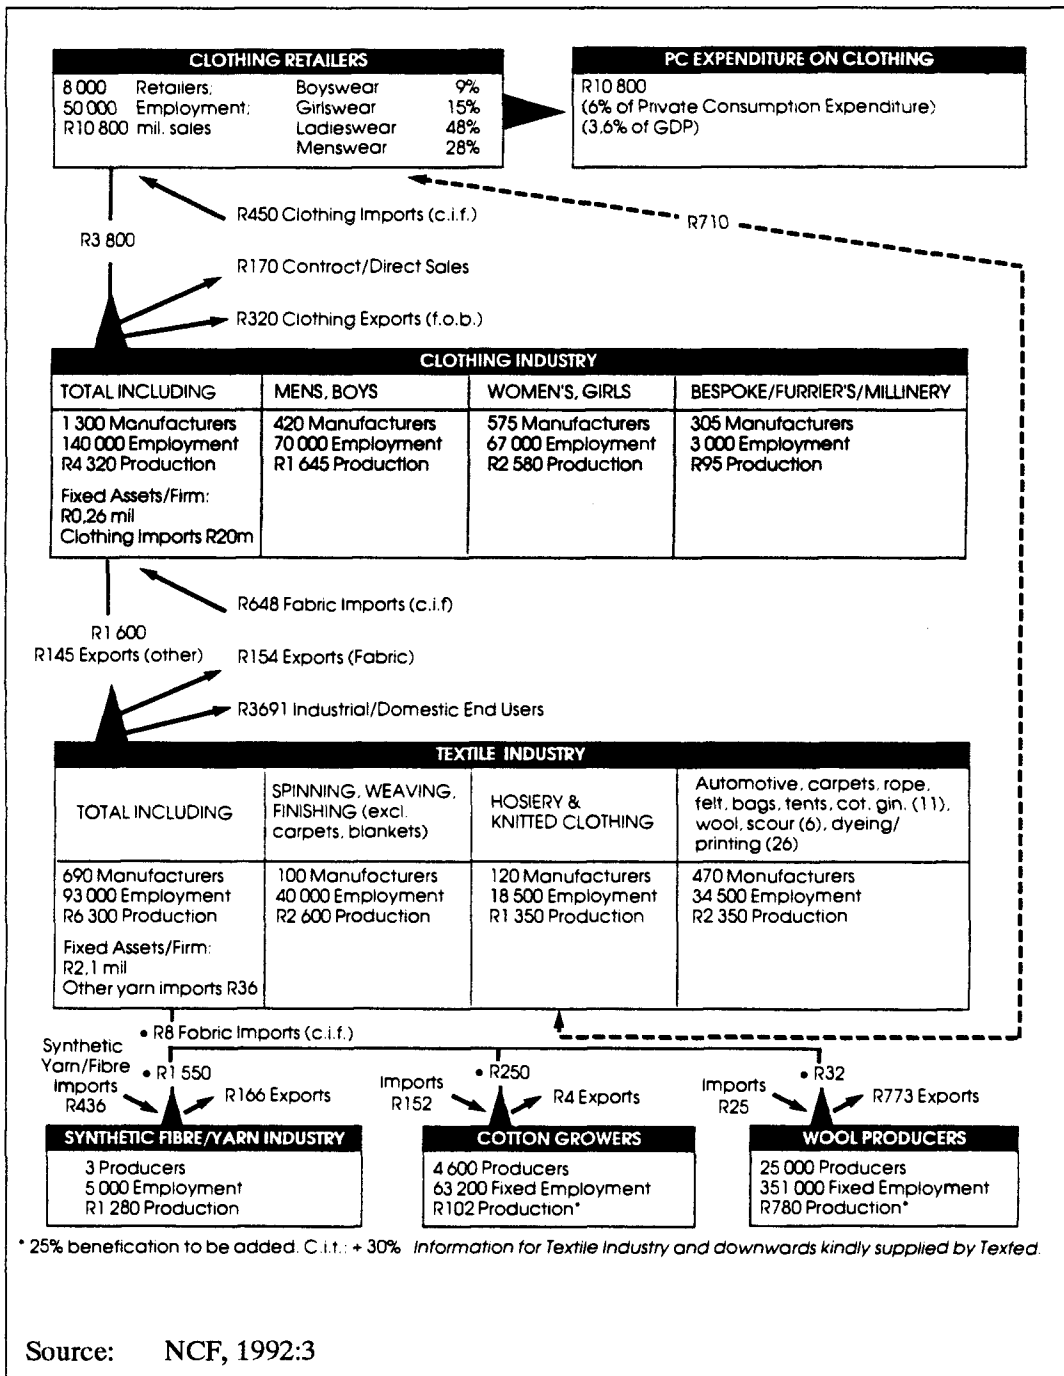 CLOTHING RETAILERS
8 000 Retailers; Boyswear 9%
50 000 Employment; Girlswear 15%
R10 800 mil. sales Ladieswear 48%
Menswear 28%
PC EXPENDITURE ON CLOTHING
R10 800
(6% of Private Consumption Expenditure)
(3,6% of GDP)
R450 Clothing Imports (c.i.f.)
R710
R3 800
R170 Contract/Direct Sales
R320 Clothing Exports (f.o.b.)
CLOTHING INDUSTRY
TOTAL INCLUDING
1 300 Manufacturers
140 000 Employment
R4 320 Production
Fixed Assets/Firm:
R0,26 mil
Clothing Imports R20m
MENS, BOYS
420 Manufacturers
70 000 Employment
R1 645 Production
WOMEN'S, GIRLS
575 Manufacturers
67 000 Employment
R2 580 Production
BESPOKE/FURRIER'S/MILLINERY
305 Manufacturers
3 000 Employment
R95 Production
R648 Fabric Imports (c.i.f)
R1 600
R145 Exports (other)
R154 Exports (Fabric)
R3691 Industrial/Domestic End Users
TEXTILE INDUSTRY
TOTAL INCLUDING
690 Manufacturers
93 000 Employment
R6 300 Production
Fixed Assets/Firm:
R2,1 mil
Other yarn imports R36
SPINNING, WEAVING,
FINISHING (excl.
carpets, blankets)
100 Manufacturers
40 000 Employment
R2 600 Production
HOSIERY &
KNITTED CLOTHING
120 Manufacturers
18 500 Employment
R1 350 Production
Automotive, carpets, rope,
felt, bags, tents, cot. gin. (11),
wool, scour (6), dyeing/
printing (26)
470 Manufacturers
34 500 Employment
R2 350 Production
• R8 Fabric Imports (c.i.f.)
Synthetic
Yarn/Fibre
Imports
R436
• R1 550
R166 Exports
Imports
R152
• R250
R4 Exports
Imports
R25
• R32
R773 Exports
SYNTHETIC FIBRE/YARN INDUSTRY
3 Producers
5 000 Employment
R1 280 Production
COTTON GROWERS
4 600 Producers
63 200 Fixed Employment
R102 Production*
WOOL PRODUCERS
25 000 Producers
351 000 Fixed Employment
R780 Production*
* 25% benefication to be added. C.i.t.: + 30% Information for Textile Industry and downwards kindly supplied by Texfed.
Source: NCF, 1992:3